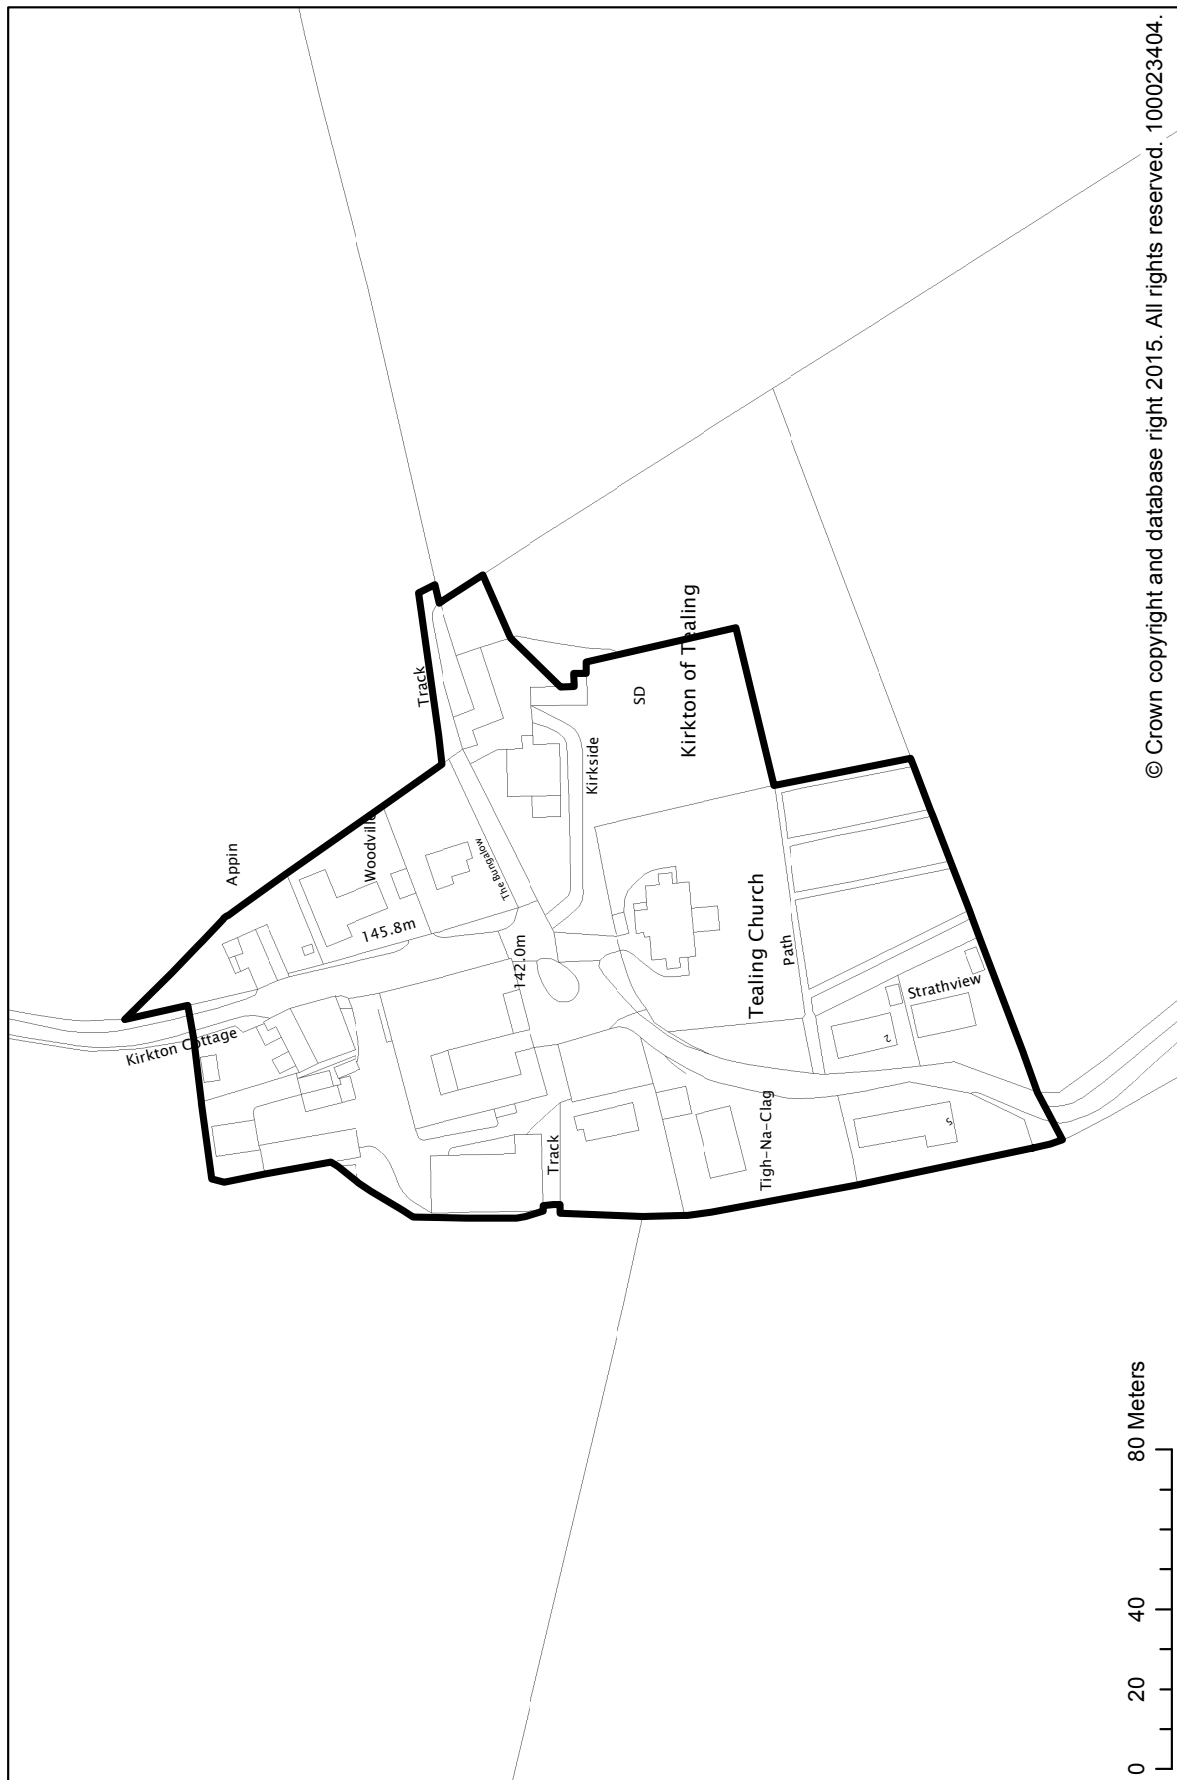 Kirkton Cottage
Appin
Woodville
145.8m
Track
The Bungalow
142.0m
Kirkside
SD
Kirkton of Tealing
Track
Tealing Church
Path
Tigh-Na-Clag
2
Strathview
5
0 20 40 80 Meters
© Crown copyright and database right 2015. All rights reserved. 100023404.